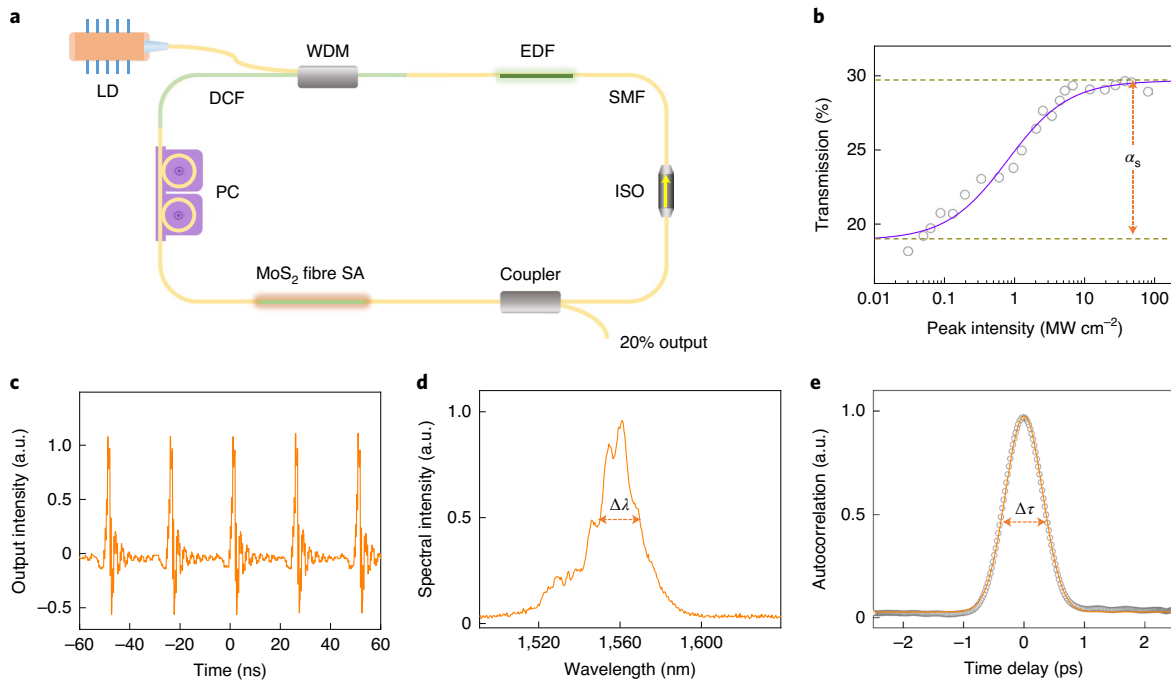 a
LD
WDM
EDF
DCF
SMF
PC
ISO
MoS₂ fibre SA
Coupler
20% output
b
Transmission (%)
30
25
20
18
αs
0.01 0.1 1 10 100
Peak intensity (MW cm⁻²)
c
Output intensity (a.u.)
1.0
0.5
0
–0.5
–60 –40 –20 0 20 40 60
Time (ns)
d
Spectral intensity (a.u.)
1.0
0.5
0
Δλ
1,520 1,560 1,600
Wavelength (nm)
e
Autocorrelation (a.u.)
1.0
0.5
0
Δτ
–2 –1 0 1 2
Time delay (ps)